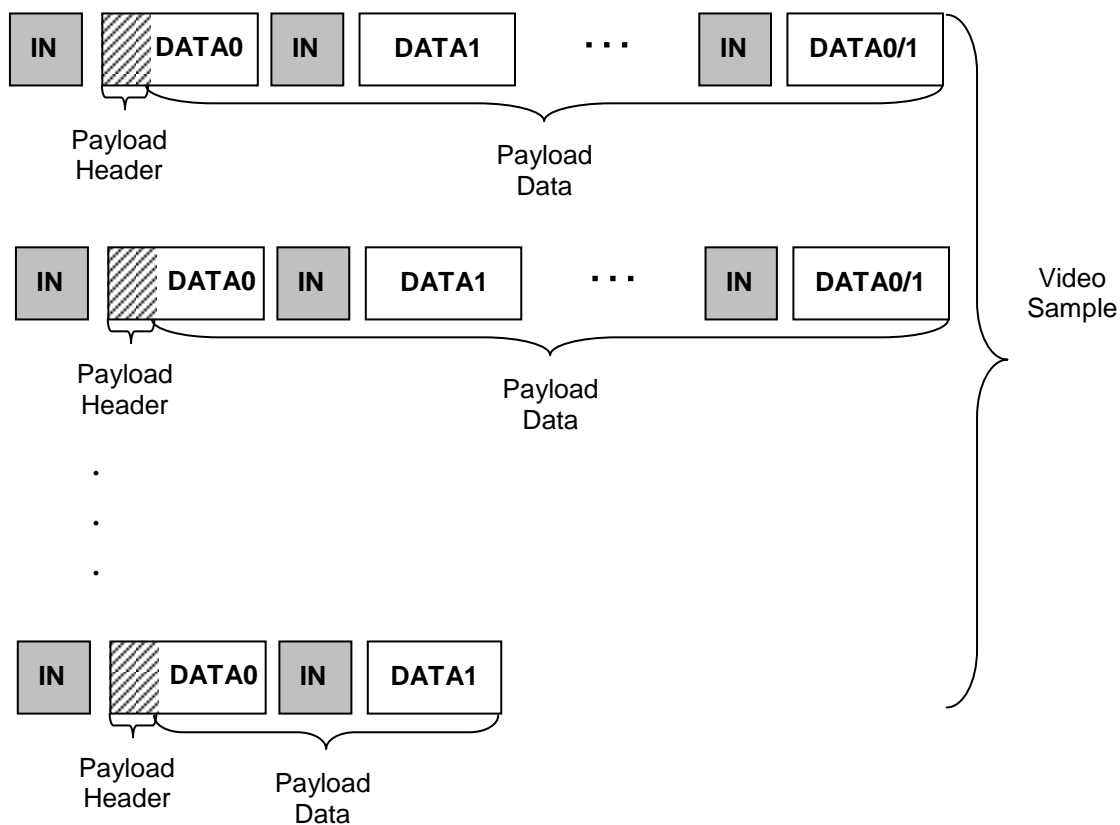 IN DATA0 IN DATA1 ... IN DATA0/1
Payload
Header
Payload
Data
IN DATA0 IN DATA1 ... IN DATA0/1
Video
Sample
Payload
Header
Payload
Data
.
.
.
IN DATA0 IN DATA1
Payload
Header
Payload
Data